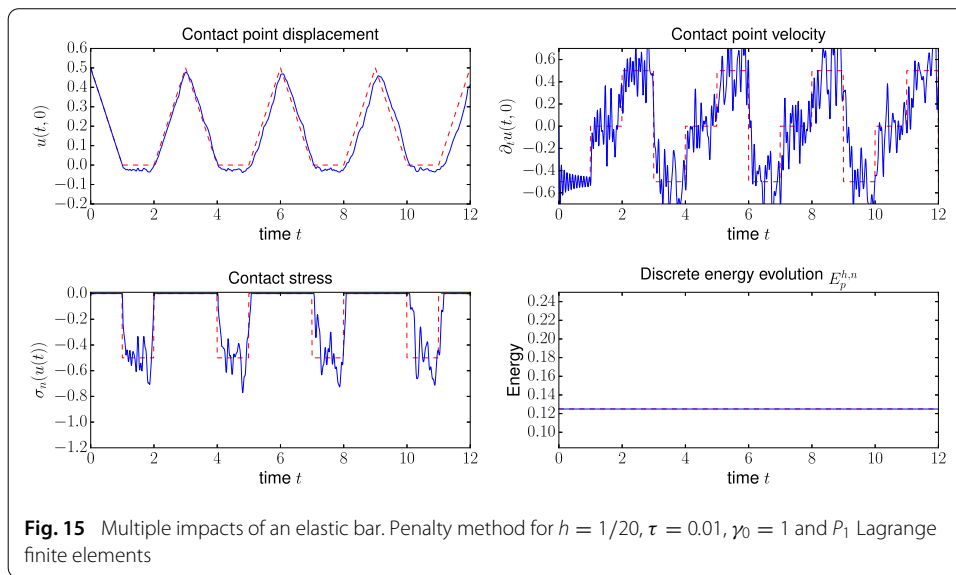 Contact point displacement
0.6
0.5
0.4
0.3
0.2
0.1
0.0
−0.1
−0.2
u(t, 0)
0 2 4 6 8 10 12
time t
Contact point velocity
0.6
0.4
0.2
0.0
−0.2
−0.4
−0.6
∂ₜu(t, 0)
0 2 4 6 8 10 12
time t
Contact stress
0.0
−0.2
−0.4
−0.6
−0.8
−1.0
−1.2
σₙ(u(t))
0 2 4 6 8 10 12
time t
Discrete energy evolution E_p^{h,n}
0.24
0.22
0.20
0.18
0.16
0.14
0.12
0.10
Energy
0 2 4 6 8 10 12
time t
Fig. 15 Multiple impacts of an elastic bar. Penalty method for h = 1/20, τ = 0.01, γ₀ = 1 and P₁ Lagrange
finite elements